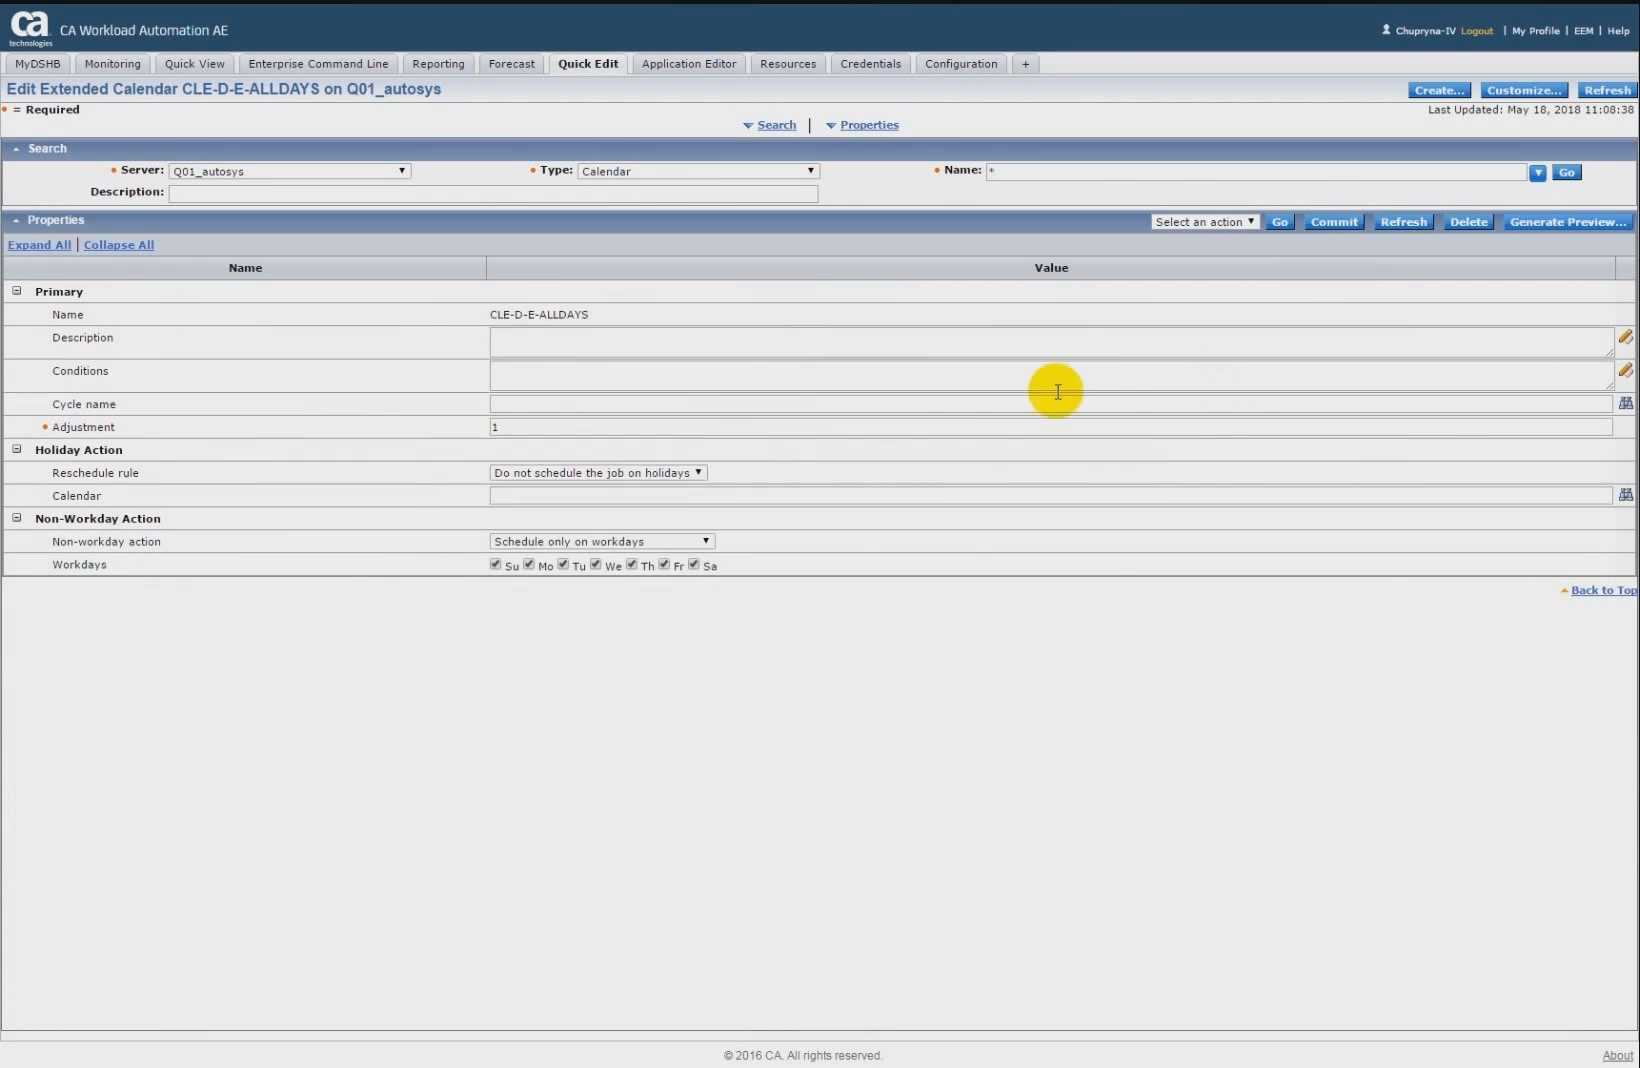 ca
technologies
CA Workload Automation AE
Chupryna-IV Logout | My Profile | EEM | Help
MyDSHB Monitoring Quick View Enterprise Command Line Reporting Forecast Quick Edit Application Editor Resources Credentials Configuration +
Edit Extended Calendar CLE-D-E-ALLDAYS on Q01_autosys
Create... Customize... Refresh
= Required
Last Updated: May 18, 2018 11:08:38
Search | Properties
Search
Server: Q01_autosys Type: Calendar Name: * Go
Description:
Properties
Select an action Go Commit Refresh Delete Generate Preview...
Expand All | Collapse All
Name Value
Primary
Name CLE-D-E-ALLDAYS
Description
Conditions
Cycle name
Adjustment 1
Holiday Action
Reschedule rule Do not schedule the job on holidays
Calendar
Non-Workday Action
Non-workday action Schedule only on workdays
Workdays Su Mo Tu We Th Fr Sa
Back to Top
© 2016 CA. All rights reserved.
About